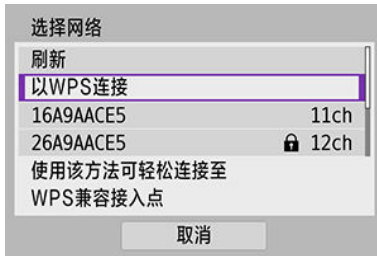 选择网络
刷新
以WPS连接
16A9AACE5 11ch
26A9AACE5 12ch
使用该方法可轻松连接至
WPS兼容接入点
取消